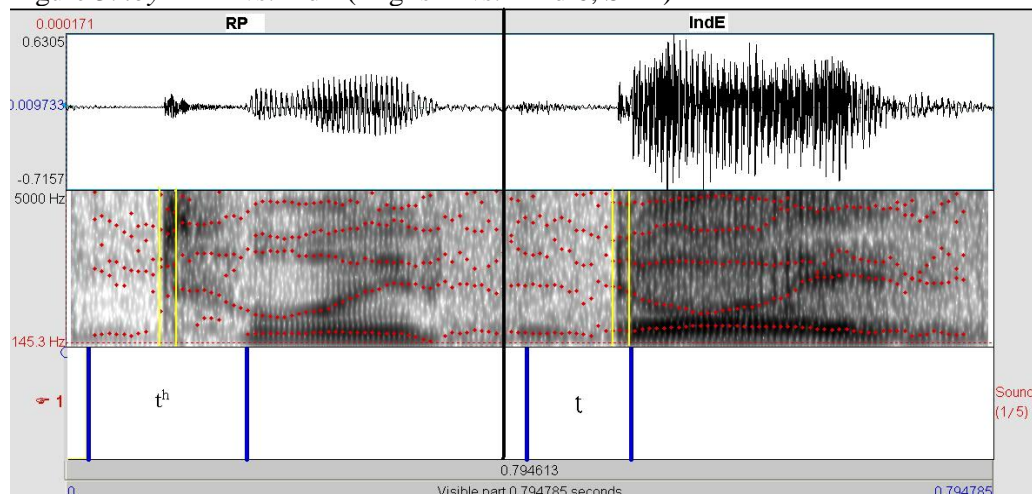 0.000171
RP
IndE
0.6305
0.009733
-0.7157
5000 Hz
145.3 Hz
1
tʰ
ʈ
Sound
(1/5)
0.794613
0
Visible part 0.794785 seconds
0.794785